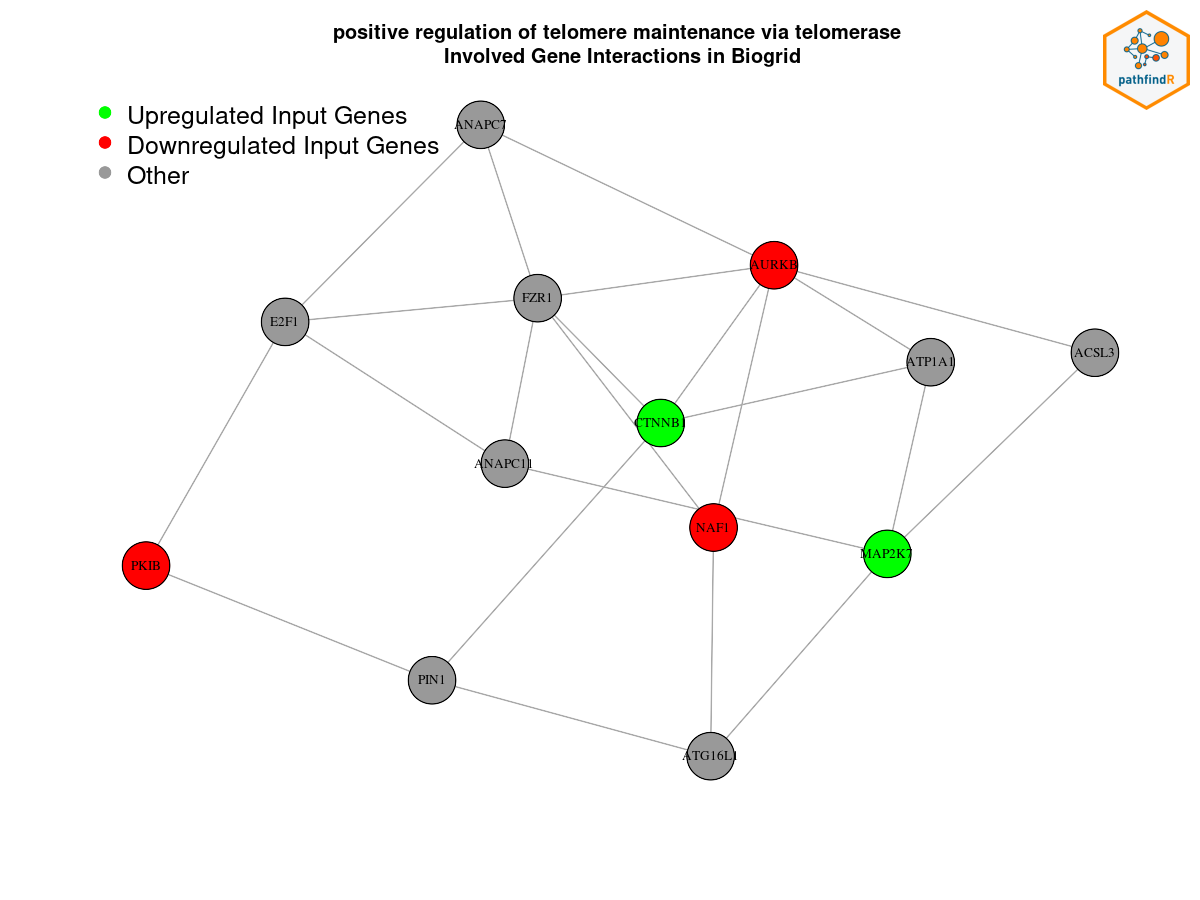 positive regulation of telomere maintenance via telomerase
Involved Gene Interactions in Biogrid
pathfindR
Upregulated Input Genes
Downregulated Input Genes
Other
ANAPC7
AURKB
FZR1
E2F1
ACSL3
ATP1A1
CTNNB1
ANAPC11
NAF1
MAP2K7
PKIB
PIN1
ATG16L1